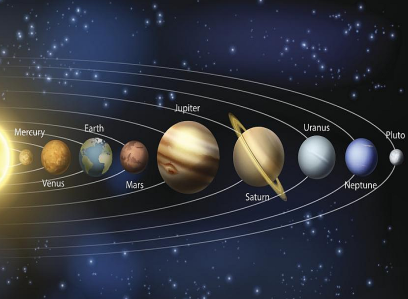 Mercury
Venus
Earth
Mars
Jupiter
Saturn
Uranus
Neptune
Pluto